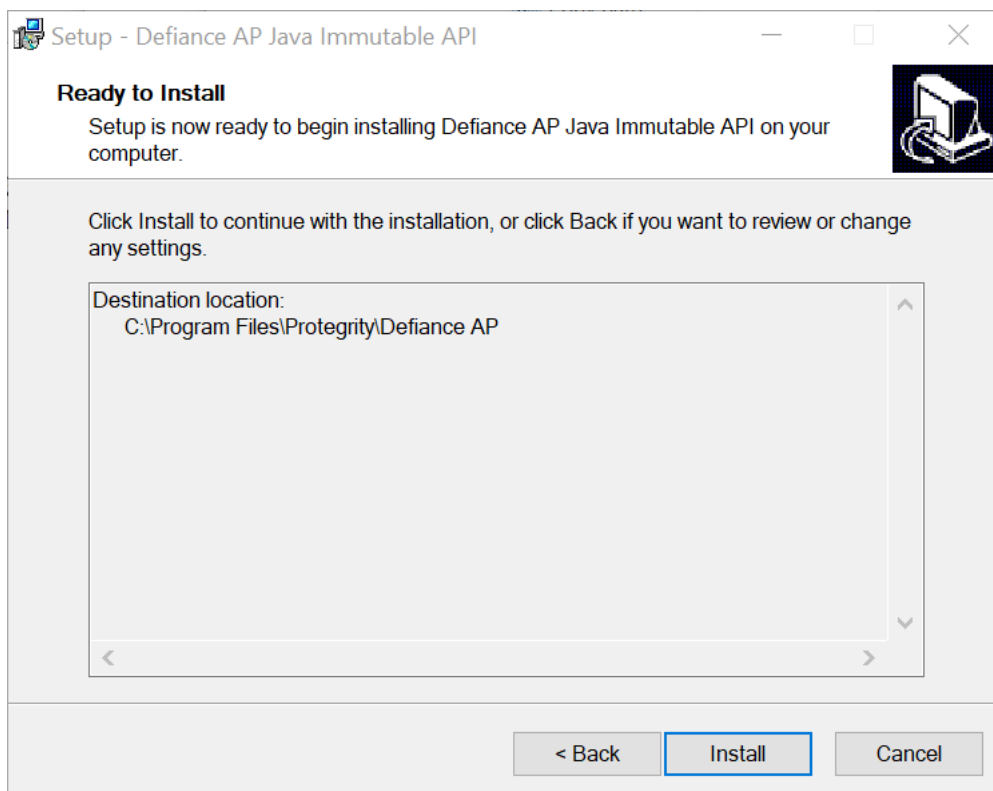 Setup - Defiance AP Java Immutable API
Ready to Install
Setup is now ready to begin installing Defiance AP Java Immutable API on your
computer.
Click Install to continue with the installation, or click Back if you want to review or change
any settings.
Destination location:
C:\Program Files\Protegrity\Defiance AP
< Back
Install
Cancel